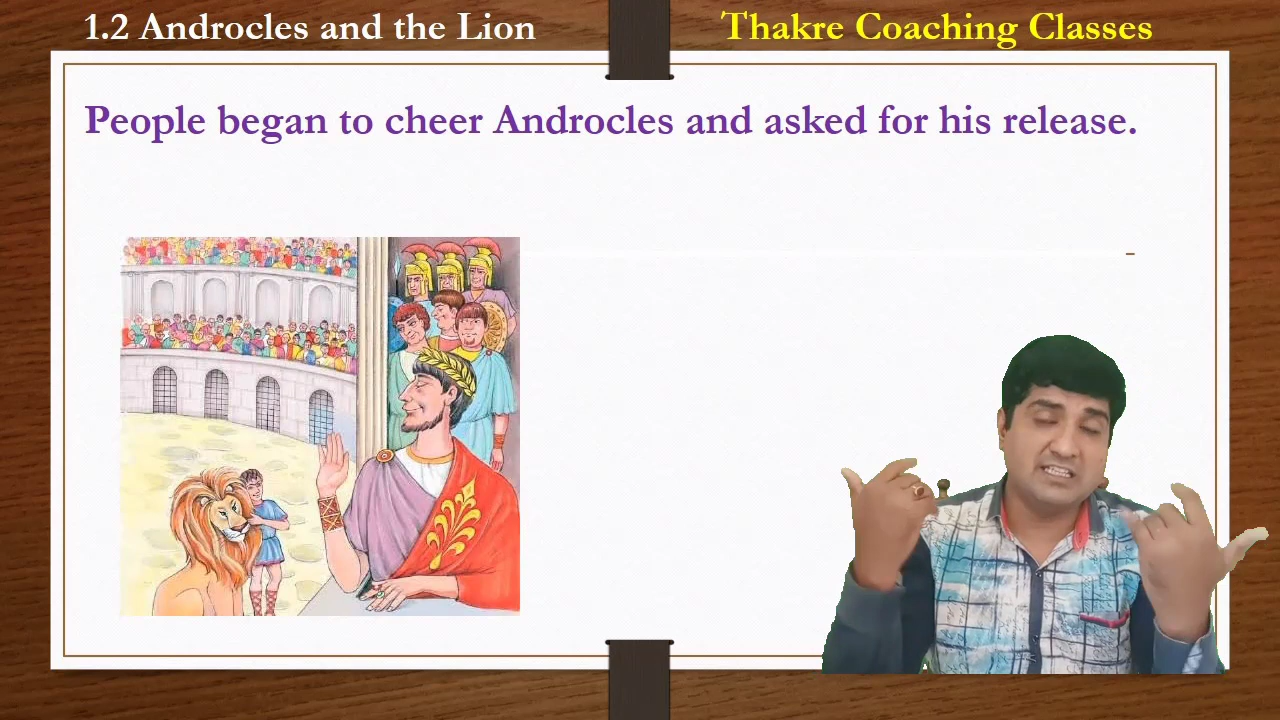 1.2 Androcles and the Lion
Thakre Coaching Classes
People began to cheer Androcles and asked for his release.